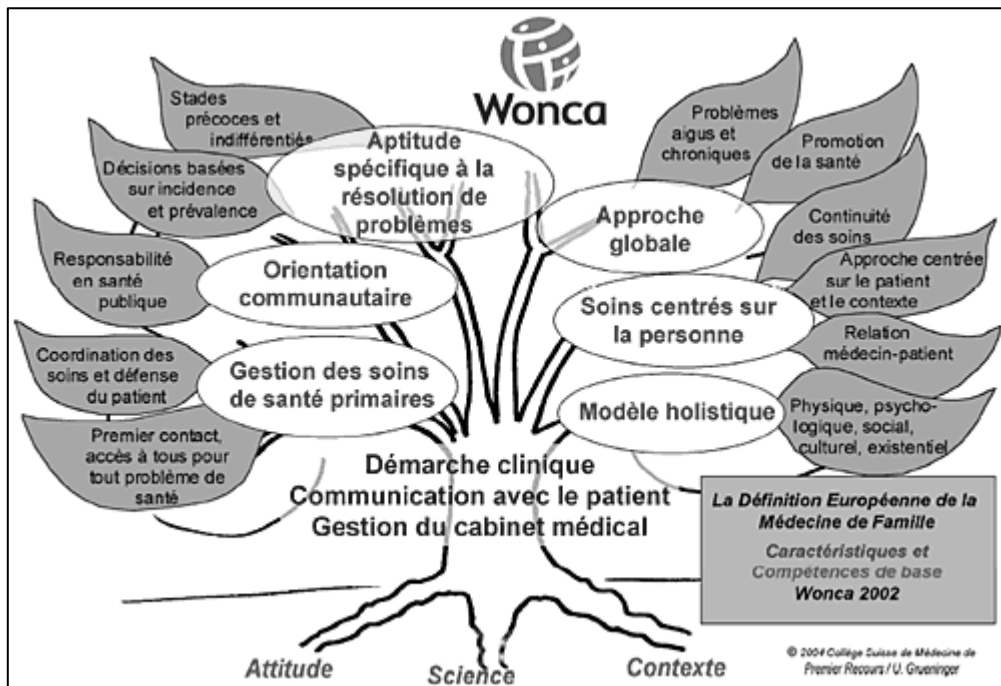 Wonca
Stades
précoces et
indifférentiés
Décisions basées
sur incidence
et prévalence
Responsabilité
en santé
publique
Coordination des
soins et défense
du patient
Premier contact,
accès à tous pour
tout problème de
santé
Aptitude
spécifique à la
résolution de
problèmes
Orientation
communautaire
Gestion des soins
de santé primaires
Approche
globale
Soins centrés sur
la personne
Modèle holistique
Problèmes
aigus et
chroniques
Promotion
de la santé
Continuité
des soins
Approche centrée
sur le patient
et le contexte
Relation
médecin-patient
Physique, psycho-
logique, social,
culturel, existentiel
Démarche clinique
Communication avec le patient
Gestion du cabinet médical
La Définition Européenne de la
Médecine de Famille
Caractéristiques et
Compétences de base
Wonca 2002
Attitude
Science
Contexte
© 2004 Collège Suisse de Médecine de
Premier Recours / U. Grueninger